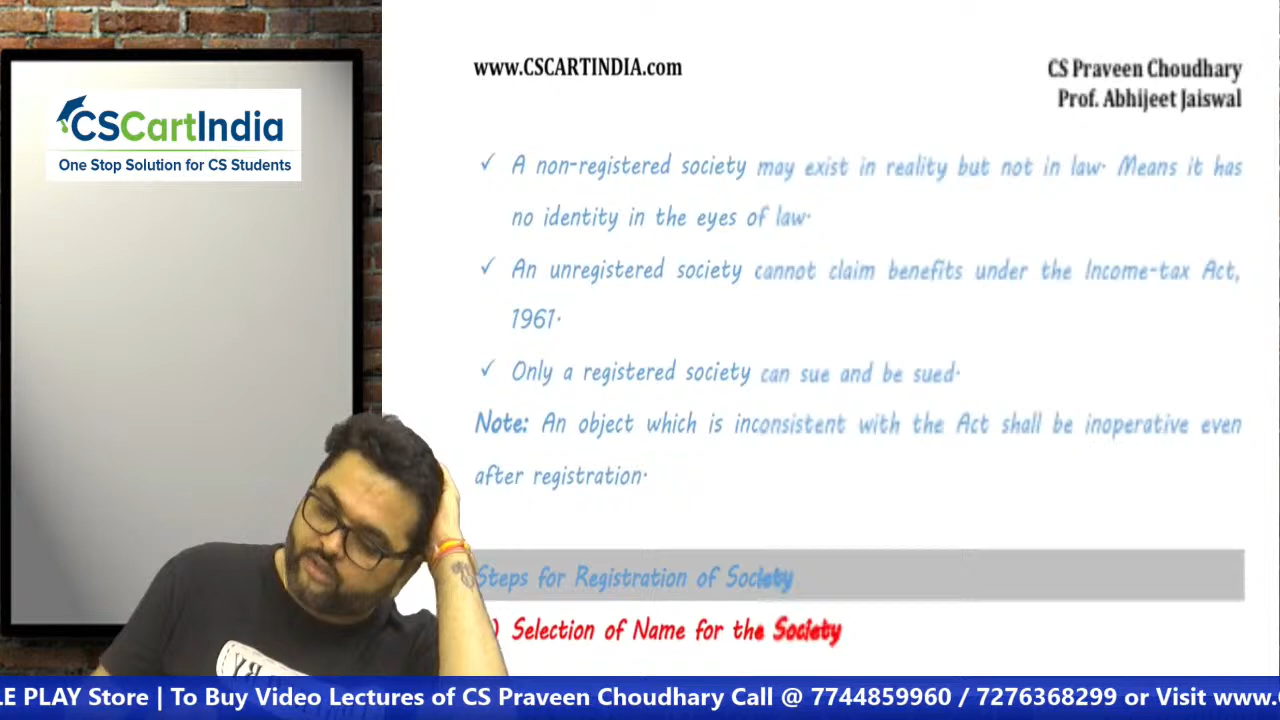 CSCartIndia
One Stop Solution for CS Students
www.CSCARTINDIA.com
CS Praveen Choudhary
Prof. Abhijeet Jaiswal
✓ A non-registered society may exist in reality but not in law. Means it has
no identity in the eyes of law.
✓ An unregistered society cannot claim benefits under the Income-tax Act,
1961.
✓ Only a registered society can sue and be sued.
Note: An object which is inconsistent with the Act shall be inoperative even
after registration.
Steps for Registration of Society
) Selection of Name for the Society
LE PLAY Store | To Buy Video Lectures of CS Praveen Choudhary Call @ 7744859960 / 7276368299 or Visit www.